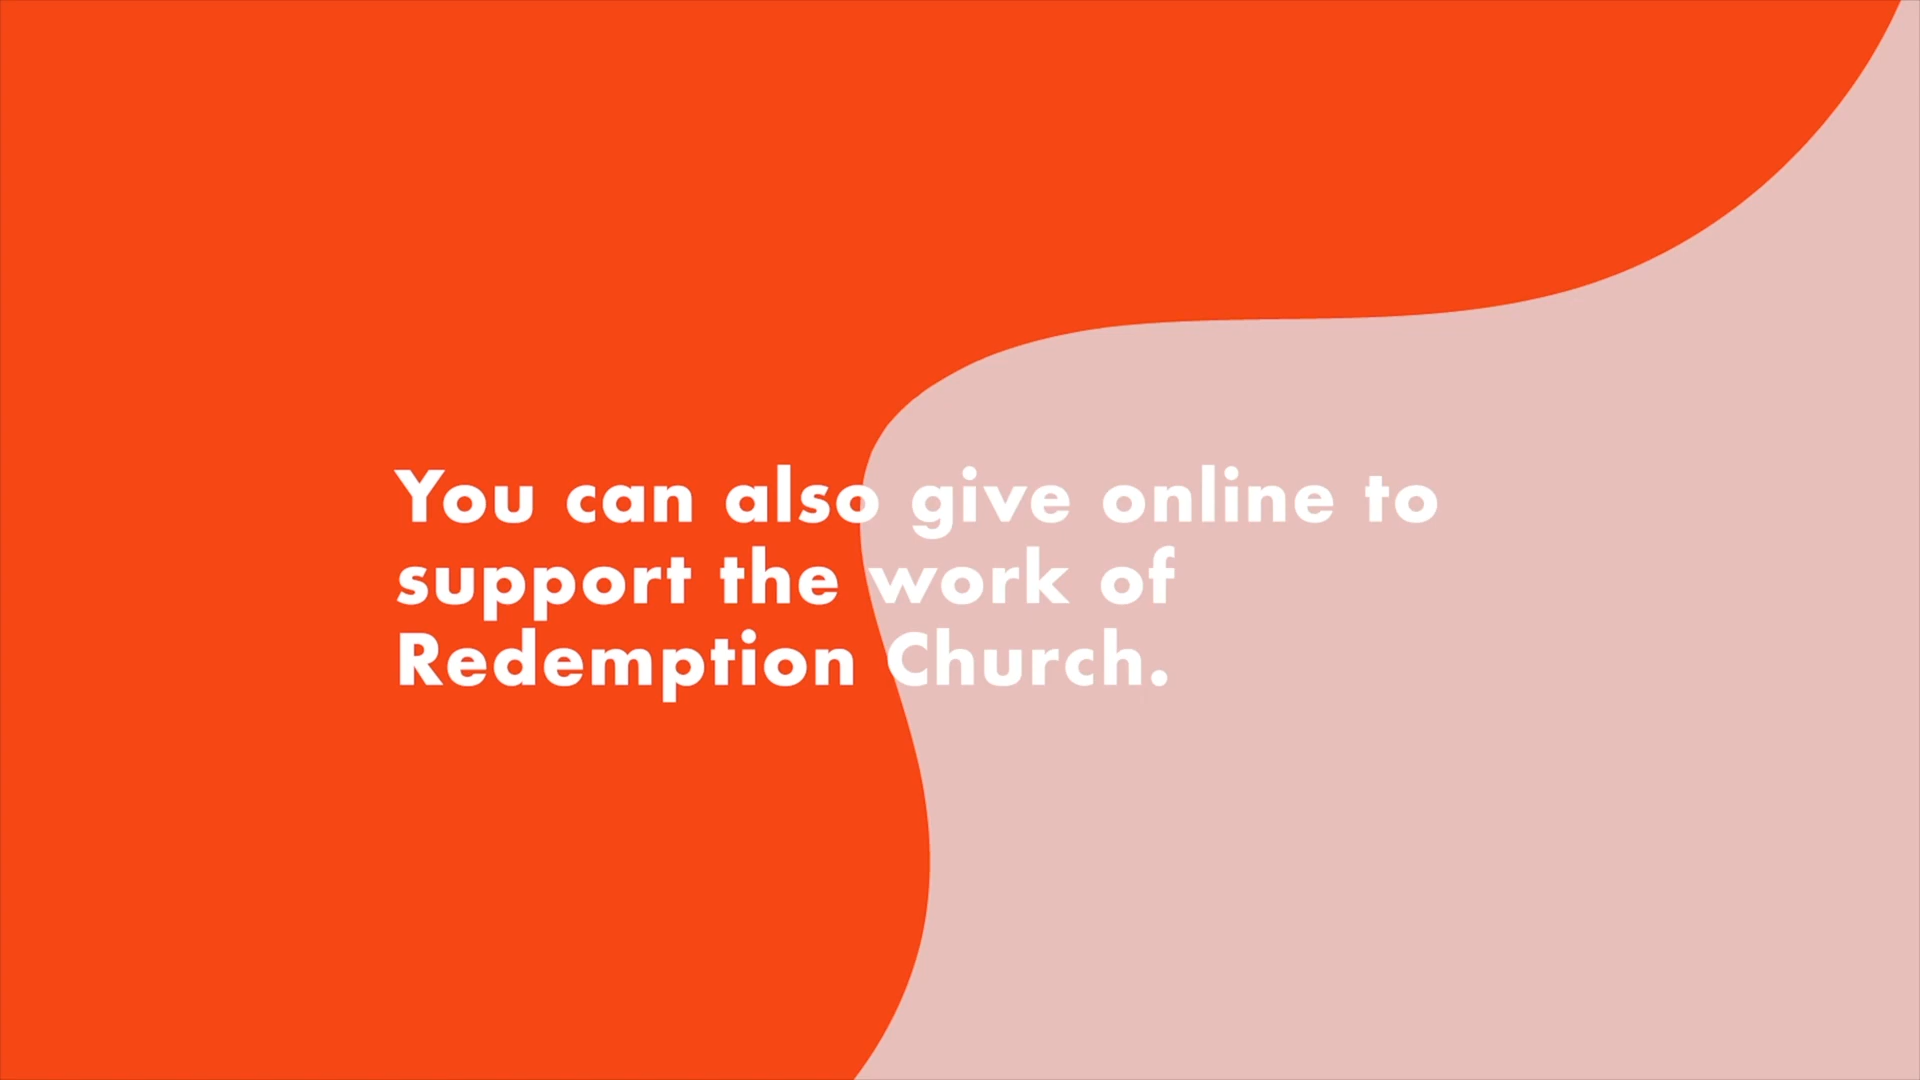 You can also give online to
support the work of
Redemption Church.